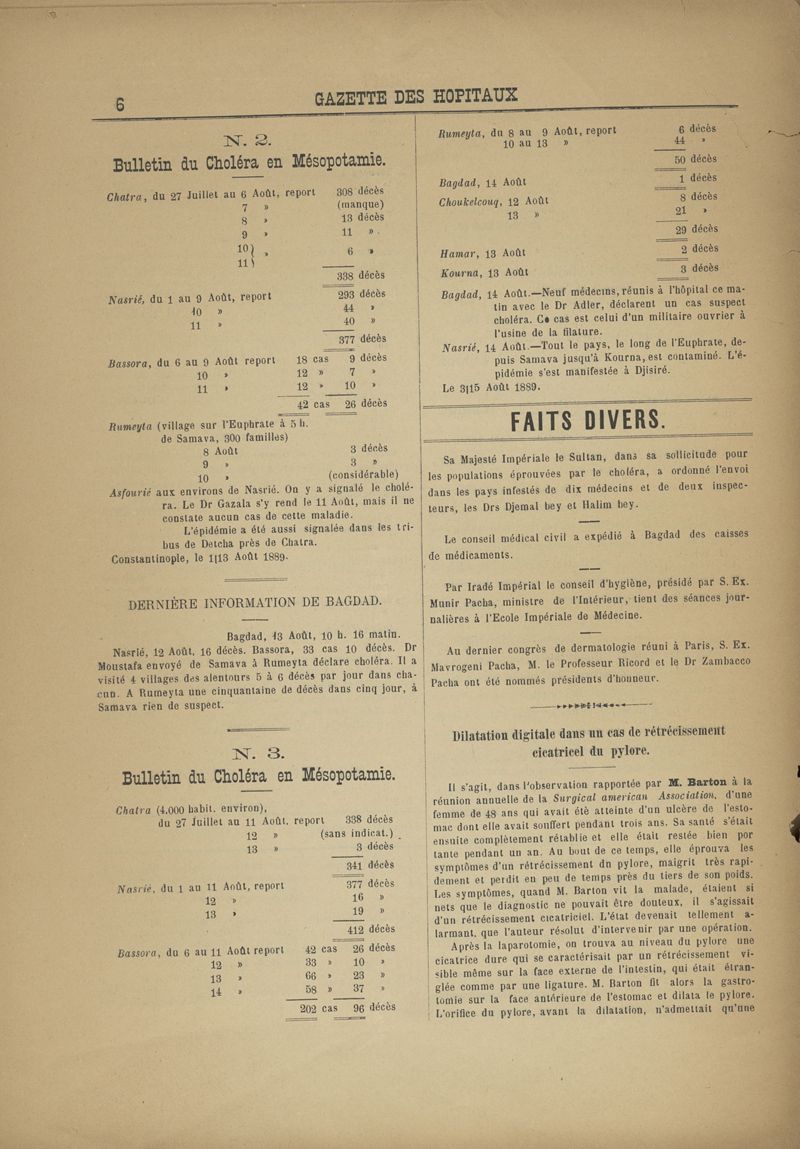 6
GAZETTE DES HOPITAUX
N. 2.
Bulletin du Choléra en Mésopotamie.
Chatra, du 27 Juillet au 6 Août, report 308 décès
7 » (manque)
8 » 13 décès
9 » 11 »
10 } » 6 »
11 }
338 décès
Nasrié, du 1 au 9 Août, report 293 décès
10 » 44 »
11 » 40 »
377 décès
Bassora, du 6 au 9 Août report 18 cas 9 décès
10 » 12 » 7 »
11 » 12 » 10 »
42 cas 26 décès
Rumeyta (village sur l'Euphrate à 5 h.
de Samava, 300 familles)
8 Août 3 décès
9 » 3 »
10 » (considérable)
Asfourié aux environs de Nasrié. On y a signalé le cholé-
ra. Le Dr Gazala s'y rend le 11 Août, mais il ne
constate aucun cas de cette maladie.
L'épidémie a été aussi signalée dans les tri-
bus de Detcha près de Chatra.
Constantinople, le 1|13 Août 1889.
DERNIÈRE INFORMATION DE BAGDAD.
Bagdad, 13 Août, 10 h. 16 matin.
Nasrié, 12 Août, 16 décès. Bassora, 33 cas 10 décès. Dr
Moustafa envoyé de Samava à Rumeyta déclare choléra. Il a
visité 4 villages des alentours 5 à 6 décès par jour dans cha-
cun. A Rumeyta une cinquantaine de décès dans cinq jour, à
Samava rien de suspect.
N. 3.
Bulletin du Choléra en Mésopotamie.
Chatra (4.000 habit. environ),
du 27 Juillet au 11 Août. report 338 décès
12 » (sans indicat.)
13 » 3 décès
341 décès
Nasrié, du 1 au 11 Août, report 377 décès
12 » 16 »
13 » 19 »
412 décès
Bassora, du 6 au 11 Août report 42 cas 26 décès
12 » 33 » 10 »
13 » 66 » 23 »
14 » 58 » 37 »
202 cas 96 décès
Rumeyta, du 8 au 9 Août, report 6 décès
10 au 13 » 44 »
50 décès
Bagdad, 14 Août 1 décès
Choukelcouq, 12 Août 8 décès
13 » 21 »
29 décès
Hamar, 13 Août 2 décès
Kourna, 13 Août 3 décès
Bagdad, 14 Août.—Neuf médecins, réunis à l'hôpital ce ma-
tin avec le Dr Adler, déclarent un cas suspect
choléra. Ce cas est celui d'un militaire ouvrier à
l'usine de la filature.
Nasrié, 14 Août.—Tout le pays, le long de l'Euphrate, de-
puis Samava jusqu'à Kourna, est contaminé. L'é-
pidémie s'est manifestée à Djisiré.
Le 3|15 Août 1889.
FAITS DIVERS.
Sa Majesté Impériale le Sultan, dans sa sollicitude pour
les populations éprouvées par le choléra, a ordonné l'envoi
dans les pays infestés de dix médecins et de deux inspec-
teurs, les Drs Djemal bey et Halim bey.
Le conseil médical civil a expédié à Bagdad des caisses
de médicaments.
Par Iradé Impérial le conseil d'hygiène, présidé par S. Ex.
Munir Pacha, ministre de l'Intérieur, tient des séances jour-
nalières à l'Ecole Impériale de Médecine.
Au dernier congrès de dermatologie réuni à Paris, S. Ex.
Mavrogeni Pacha, M. le Professeur Ricord et le Dr Zambacco
Pacha ont été nommés présidents d'honneur.
Dilatation digitale dans un cas de rétrécissement
cicatricel du pylore.
Il s'agit, dans l'observation rapportée par M. Barton à la
réunion annuelle de la Surgical american Association, d'une
femme de 48 ans qui avait été atteinte d'un ulcère de l'esto-
mac dont elle avait souffert pendant trois ans. Sa santé s'était
ensuite complètement rétablie et elle était restée bien por
tante pendant un an. Au bout de ce temps, elle éprouva les
symptômes d'un rétrécissement dn pylore, maigrit très rapi-
dement et perdit en peu de temps près du tiers de son poids.
Les symptômes, quand M. Barton vit la malade, étaient si
nets que le diagnostic ne pouvait être douteux, il s'agissait
d'un rétrécissement cicatriciel. L'état devenait tellement a-
larmant, que l'auteur résolut d'intervenir par une opération.
Après la laparotomie, on trouva au niveau du pylore une
cicatrice dure qui se caractérisait par un rétrécissement vi-
sible même sur la face externe de l'intestin, qui était étran-
glée comme par une ligature. M. Barton fit alors la gastro-
tomie sur la face antérieure de l'estomac et dilata le pylore.
L'orifice du pylore, avant la dilatation, n'admettait qu'une